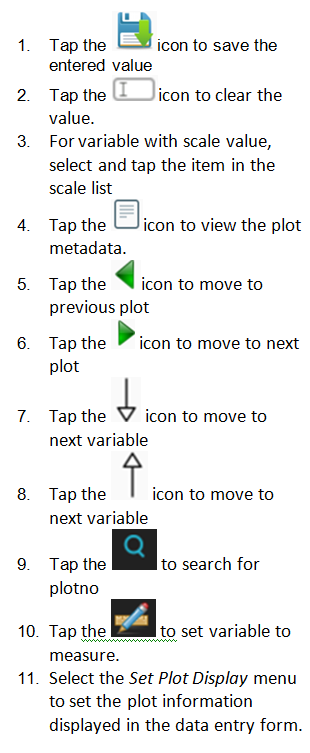 1. Tap the icon to save the
entered value
2. Tap the icon to clear the
value.
3. For variable with scale value,
select and tap the item in the
scale list
4. Tap the icon to view the plot
metadata.
5. Tap the icon to move to
previous plot
6. Tap the icon to move to next
plot
7. Tap the icon to move to
next variable
8. Tap the icon to move to
next variable
9. Tap the to search for
plotno
10. Tap the to set variable to
measure.
11. Select the Set Plot Display menu
to set the plot information
displayed in the data entry form.